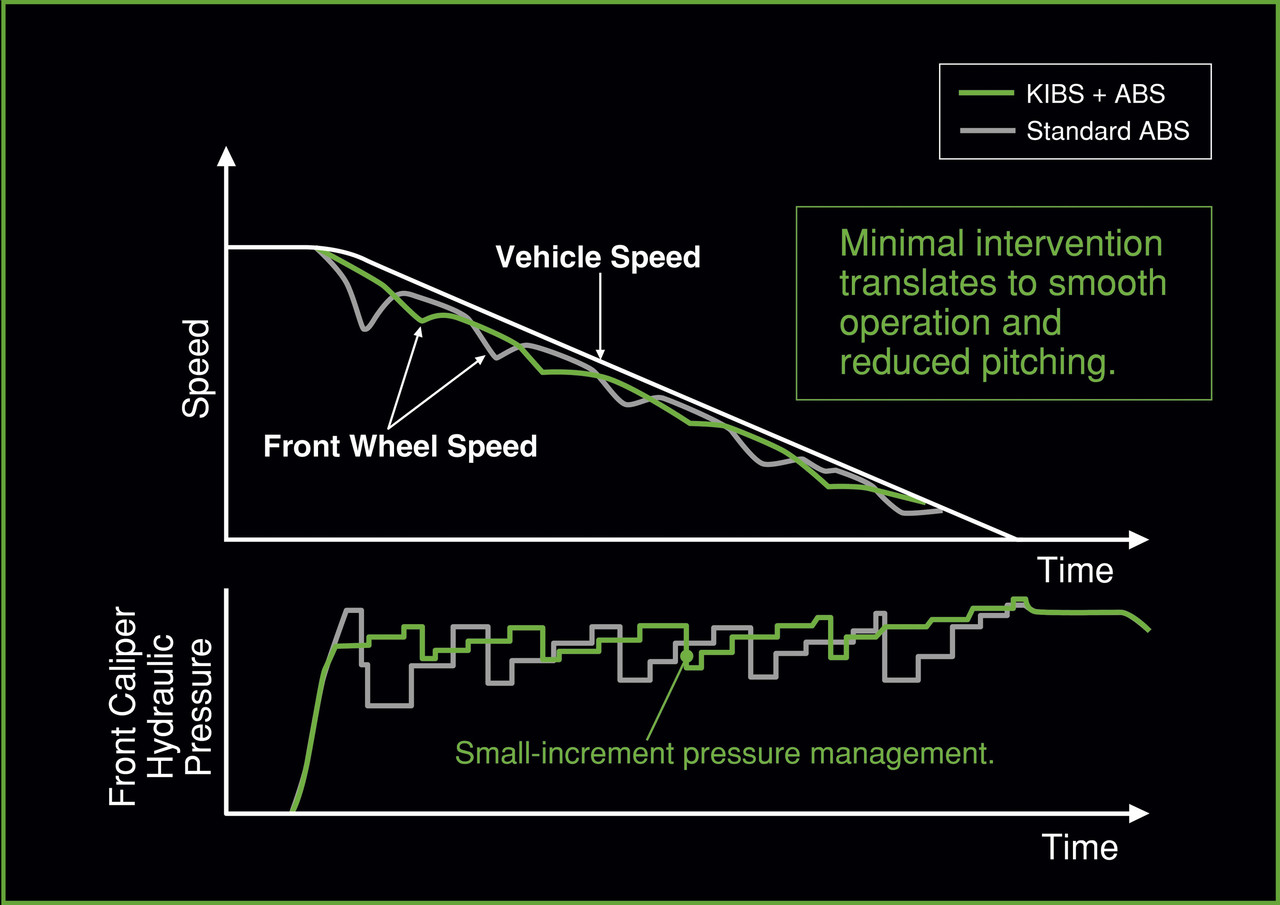 KIBS + ABS
Standard ABS
Minimal intervention
translates to smooth
operation and
reduced pitching.
Vehicle Speed
Speed
Front Wheel Speed
Time
Front Caliper
Hydraulic
Pressure
Small-increment pressure management.
Time